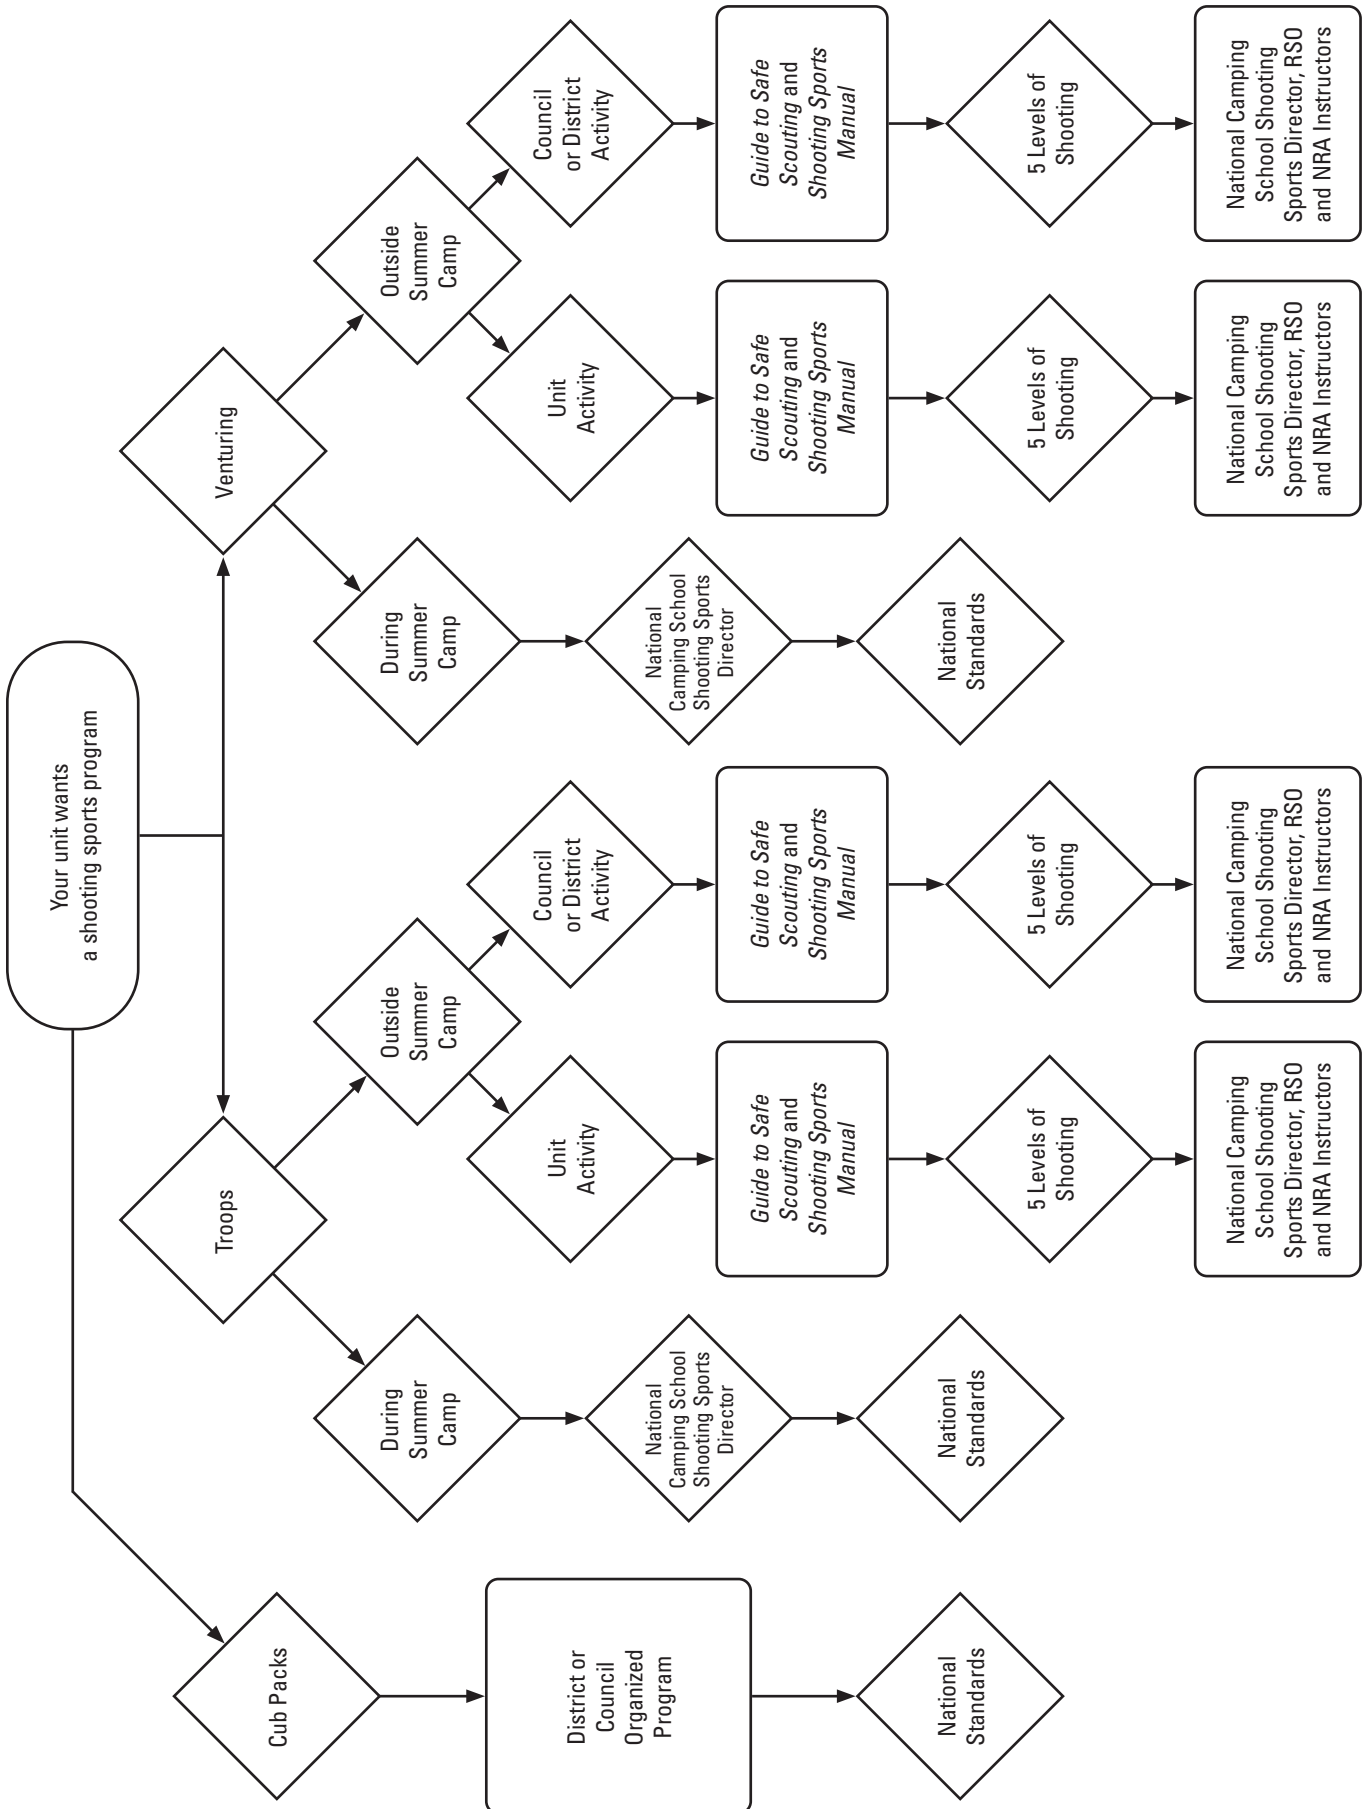 Your unit wants
a shooting sports program
Cub Packs
District or
Council
Organized
Program
National
Standards
Troops
During
Summer
Camp
National
Camping School
Shooting Sports
Director
National
Standards
Outside
Summer
Camp
Unit
Activity
Guide to Safe
Scouting and
Shooting Sports
Manual
5 Levels of
Shooting
National Camping
School Shooting
Sports Director, RSO
and NRA Instructors
Council
or District
Activity
Guide to Safe
Scouting and
Shooting Sports
Manual
5 Levels of
Shooting
National Camping
School Shooting
Sports Director, RSO
and NRA Instructors
Venturing
During
Summer
Camp
National
Camping School
Shooting Sports
Director
National
Standards
Outside
Summer
Camp
Unit
Activity
Guide to Safe
Scouting and
Shooting Sports
Manual
5 Levels of
Shooting
National Camping
School Shooting
Sports Director, RSO
and NRA Instructors
Council
or District
Activity
Guide to Safe
Scouting and
Shooting Sports
Manual
5 Levels of
Shooting
National Camping
School Shooting
Sports Director, RSO
and NRA Instructors